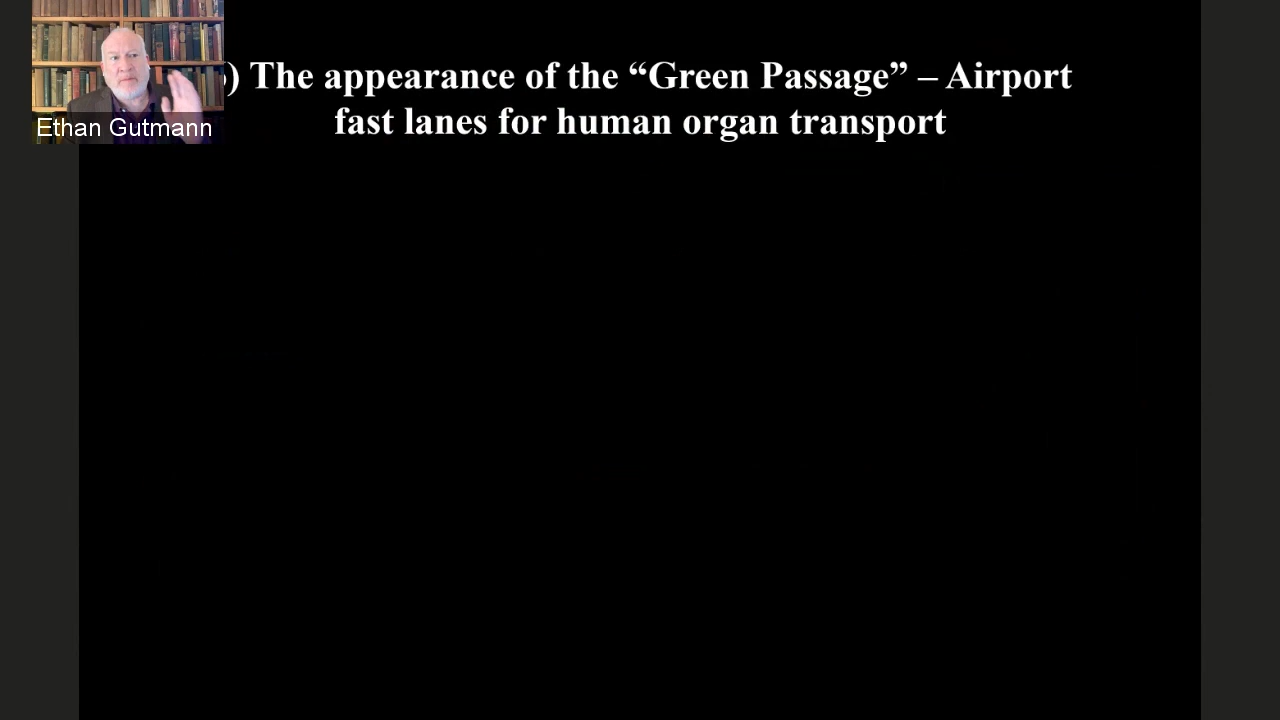 ) The appearance of the “Green Passage” – Airport
fast lanes for human organ transport
Ethan Gutmann